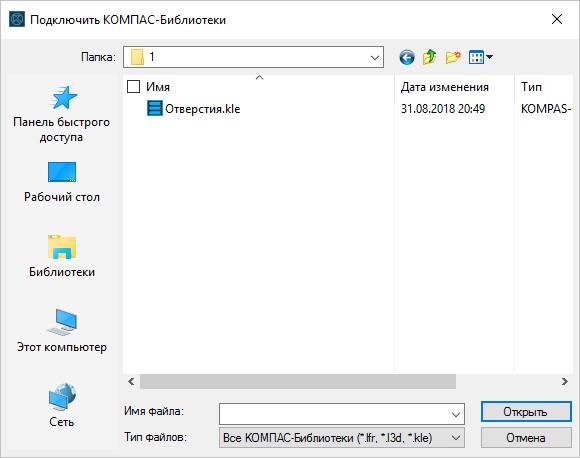 Подключить КОМПАС-Библиотеки
Папка: 1
Имя Дата изменения Тип
Отверстия.kle 31.08.2018 20:49 KOMPAS-
Панель быстрого
доступа
Рабочий стол
Библиотеки
Этот компьютер
Сеть
Имя файла: Открыть
Тип файлов: Все КОМПАС-Библиотеки (*.lfr, *.l3d, *.kle) Отмена